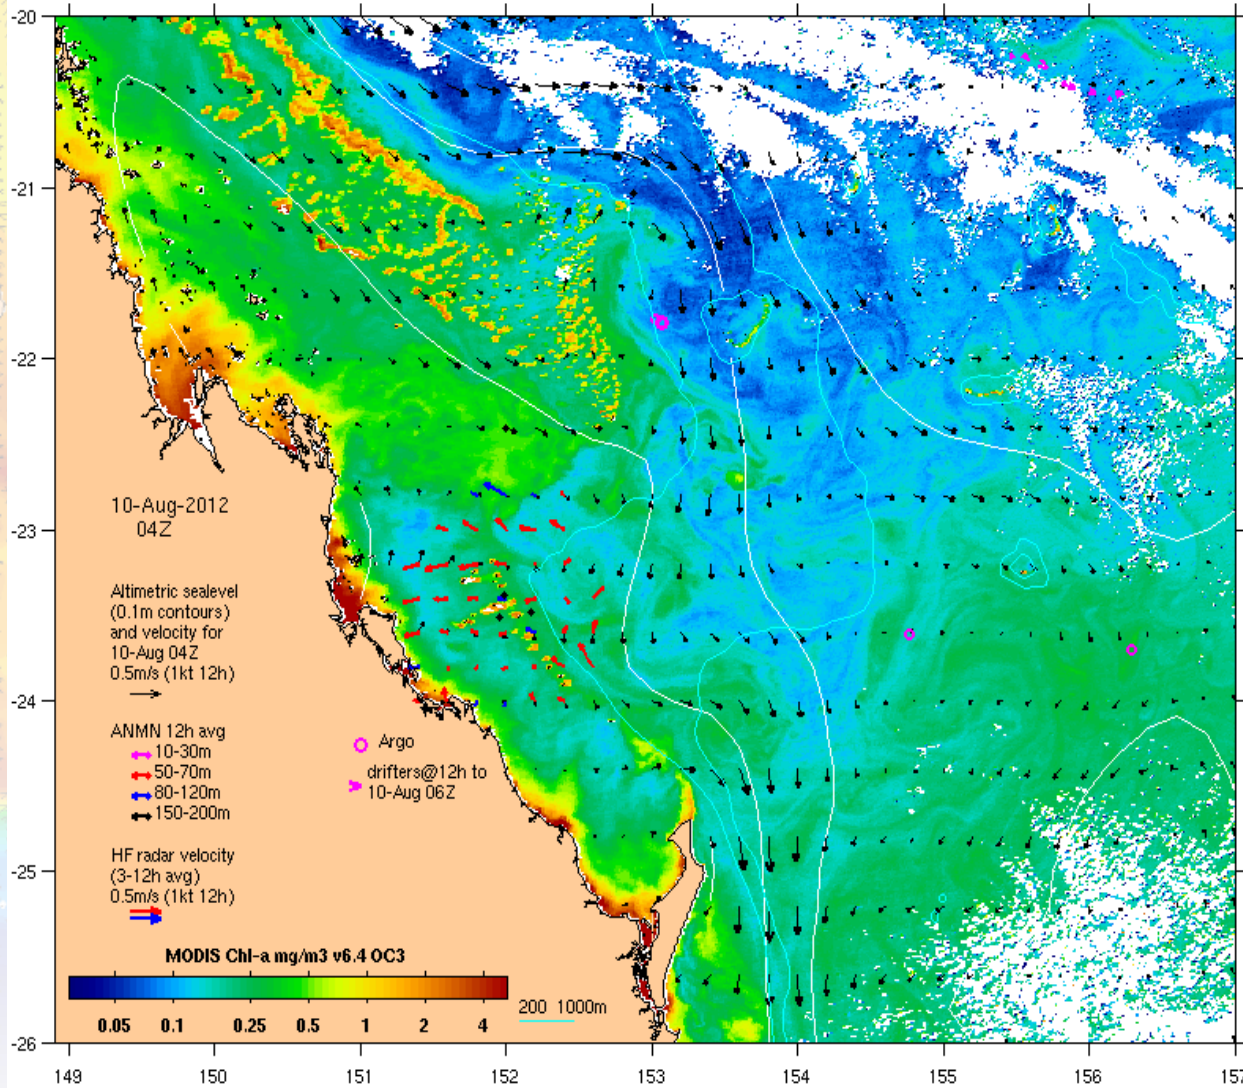 -20
-21
-22
-23
-24
-25
-26
10-Aug-2012
04Z
Altimetric sealevel
(0.1m contours)
and velocity for
10-Aug 04Z
0.5m/s (1kt 12h)
ANMN 12h avg
10-30m
50-70m
80-120m
150-200m
Argo
drifters@12h to
10-Aug 06Z
HF radar velocity
(3-12h avg)
0.5m/s (1kt 12h)
MODIS Chl-a mg/m3 v6.4 OC3
0.05 0.1 0.25 0.5 1 2 4
200 1000m
149 150 151 152 153 154 155 156 157